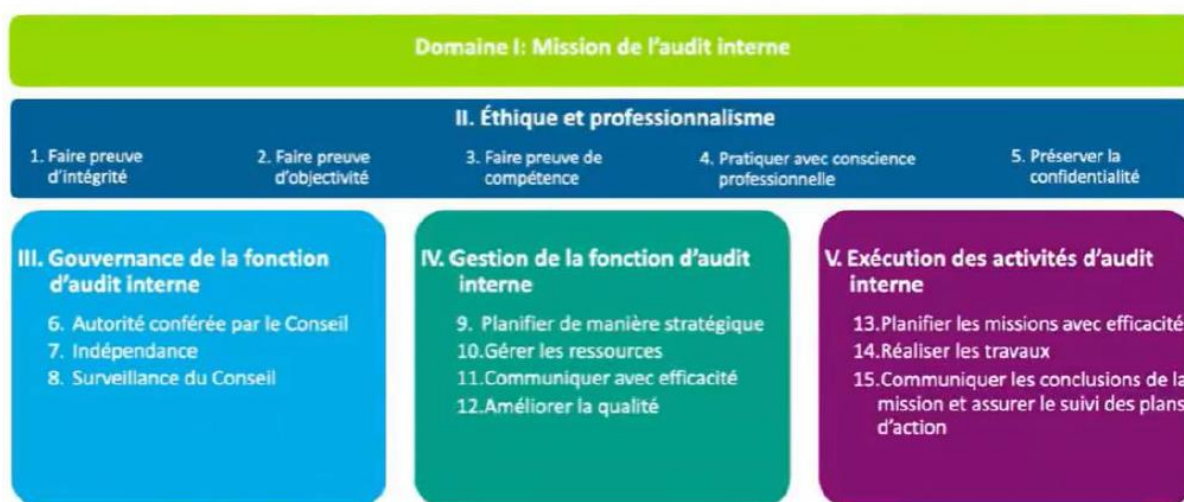 Domaine I: Mission de l'audit interne
II. Éthique et professionnalisme
1. Faire preuve
d'intégrité
2. Faire preuve
d'objectivité
3. Faire preuve de
compétence
4. Pratiquer avec conscience
professionnelle
5. Préserver la
confidentialité
III. Gouvernance de la fonction
d'audit interne
6. Autorité conférée par le Conseil
7. Indépendance
8. Surveillance du Conseil
IV. Gestion de la fonction d'audit
interne
9. Planifier de manière stratégique
10.Gérer les ressources
11.Communiquer avec efficacité
12.Améliorer la qualité
V. Exécution des activités d'audit
interne
13.Planifier les missions avec efficacité
14.Réaliser les travaux
15.Communiquer les conclusions de la
mission et assurer le suivi des plans
d'action